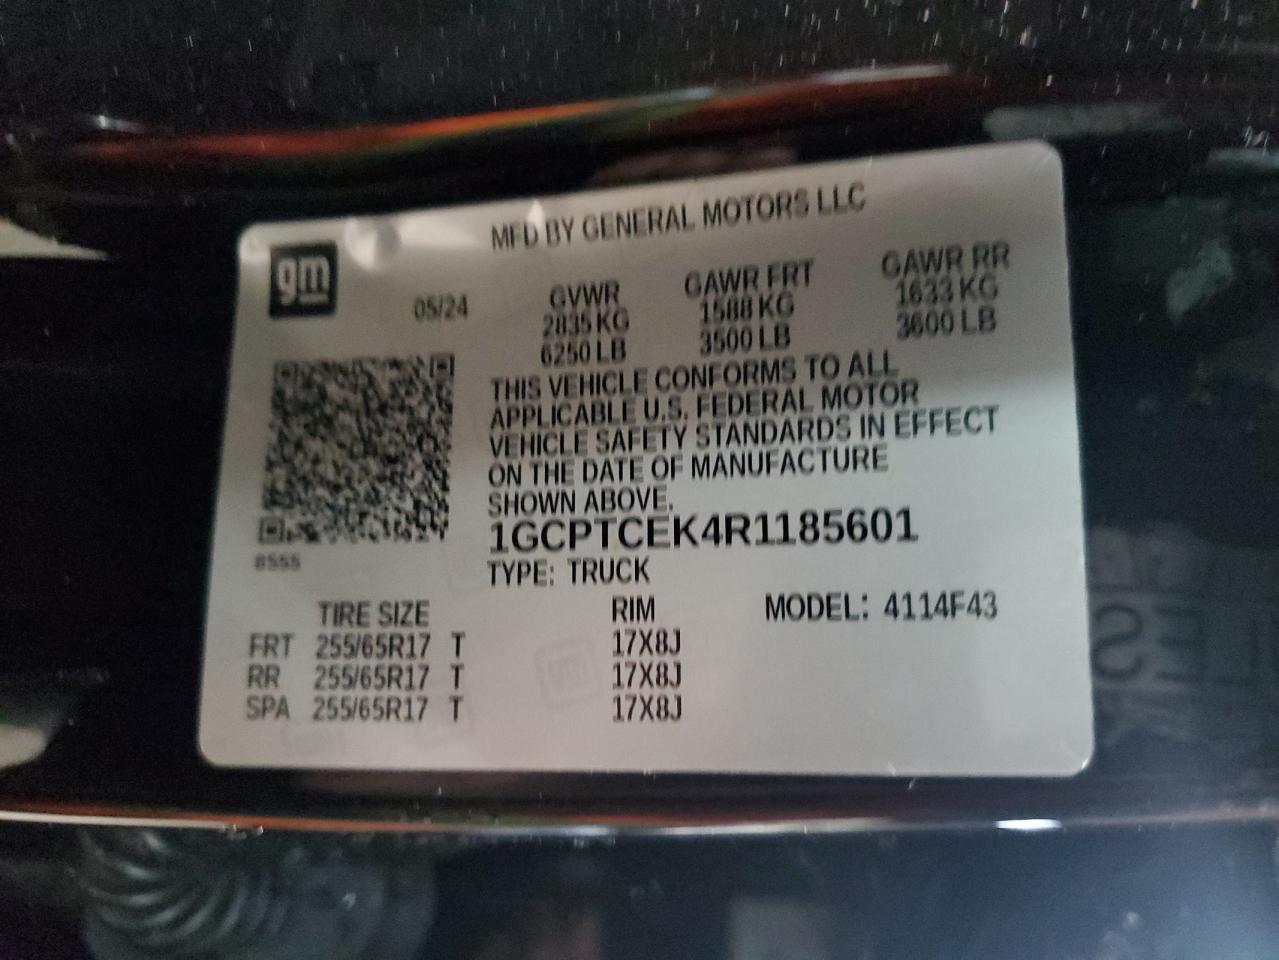 MFD BY GENERAL MOTORS LLC
gm
05/24
GVWR GAWR FRT GAWR RR
2835 KG 1588 KG 1633 KG
6250 LB 3500 LB 3600 LB
THIS VEHICLE CONFORMS TO ALL
APPLICABLE U.S. FEDERAL MOTOR
VEHICLE SAFETY STANDARDS IN EFFECT
ON THE DATE OF MANUFACTURE
SHOWN ABOVE.
1GCPTCEK4R1185601
8555
TYPE: TRUCK
TIRE SIZE RIM MODEL: 4114F43
FRT 255/65R17 T 17X8J
RR 255/65R17 T 17X8J
SPA 255/65R17 T 17X8J